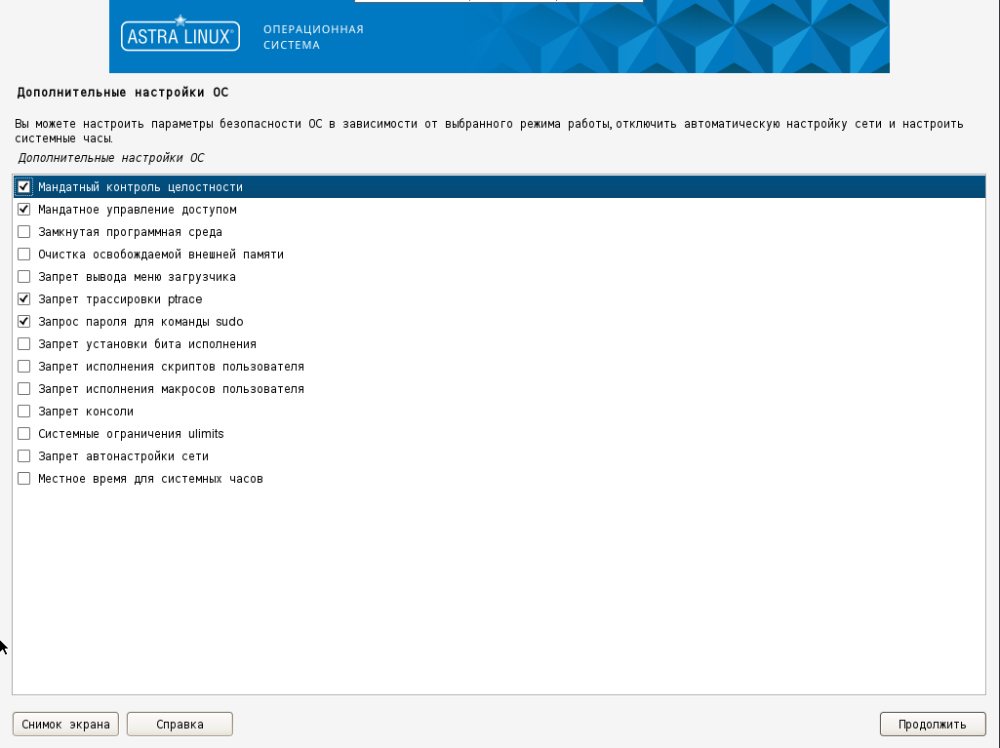 ASTRA LINUX®
ОПЕРАЦИОННАЯ
СИСТЕМА
Дополнительные настройки ОС
Вы можете настроить параметры безопасности ОС в зависимости от выбранного режима работы, отключить автоматическую настройку сети и настроить
системные часы.
Дополнительные настройки ОС
Мандатный контроль целостности
Мандатное управление доступом
Замкнутая программная среда
Очистка освобождаемой внешней памяти
Запрет вывода меню загрузчика
Запрет трассировки ptrace
Запрос пароля для команды sudo
Запрет установки бита исполнения
Запрет исполнения скриптов пользователя
Запрет исполнения макросов пользователя
Запрет консоли
Системные ограничения ulimits
Запрет автонастройки сети
Местное время для системных часов
Снимок экрана
Справка
Продолжить